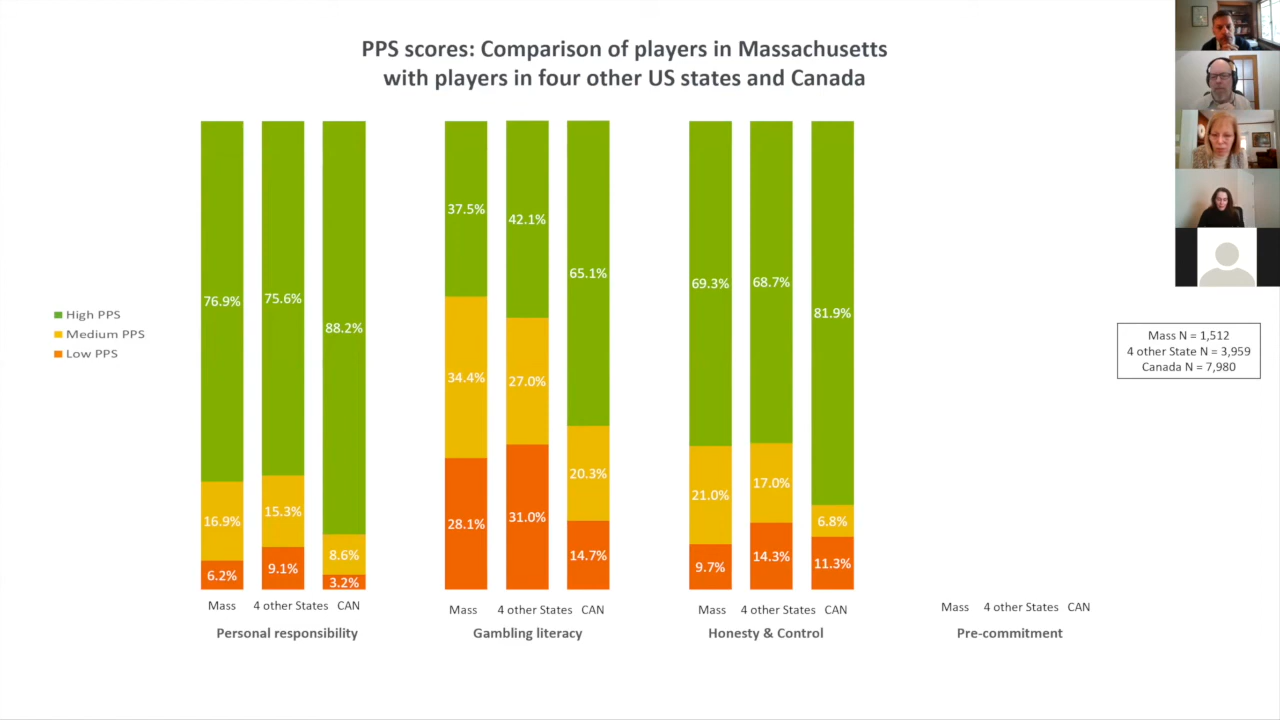 PPS scores: Comparison of players in Massachusetts
with players in four other US states and Canada
High PPS
Medium PPS
Low PPS
76.9%
16.9%
6.2%
75.6%
15.3%
9.1%
88.2%
8.6%
3.2%
Mass 4 other States CAN
Personal responsibility
37.5%
34.4%
28.1%
42.1%
27.0%
31.0%
65.1%
20.3%
14.7%
Mass 4 other States CAN
Gambling literacy
69.3%
21.0%
9.7%
68.7%
17.0%
14.3%
81.9%
6.8%
11.3%
Mass 4 other States CAN
Honesty & Control
Mass 4 other States CAN
Pre-commitment
Mass N = 1,512
4 other State N = 3,959
Canada N = 7,980